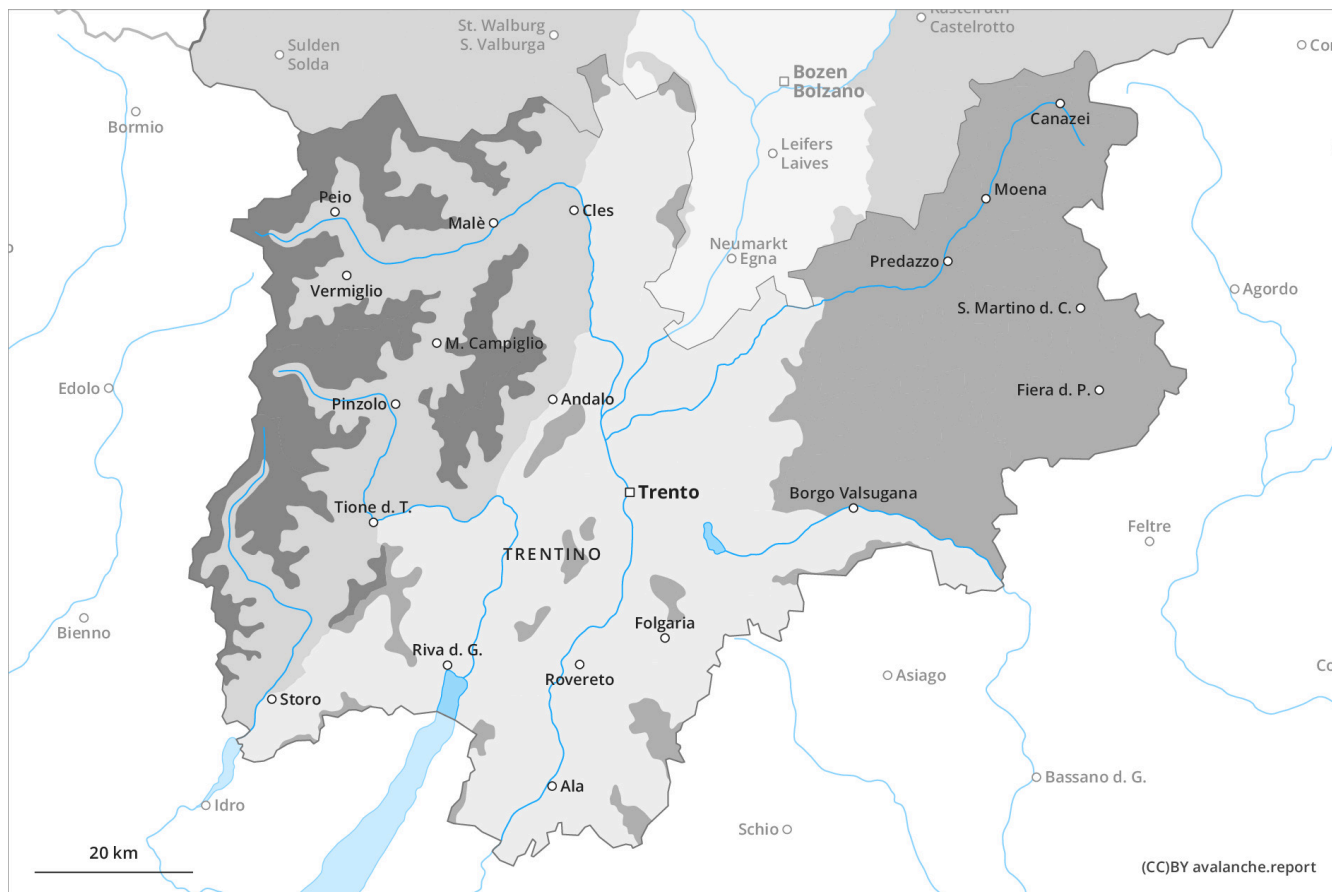 Kastelruth
Castelrotto
St. Walburg
S. Valburga
Sulden
Solda
Bozen
Bolzano
Bormio
Canazei
Leifers
Laives
Moena
Peio
Malè
Cles
Neumarkt
Egna
Predazzo
Vermiglio
Agordo
S. Martino d. C.
M. Campiglio
Edolo
Fiera d. P.
Pinzolo
Andalo
Trento
Borgo Valsugana
Tione d. T.
Feltre
TRENTINO
Bienno
Folgaria
Riva d. G.
Rovereto
Asiago
Storo
Ala
Bassano d. G.
Idro
Schio
20 km
(CC)BY avalanche.report